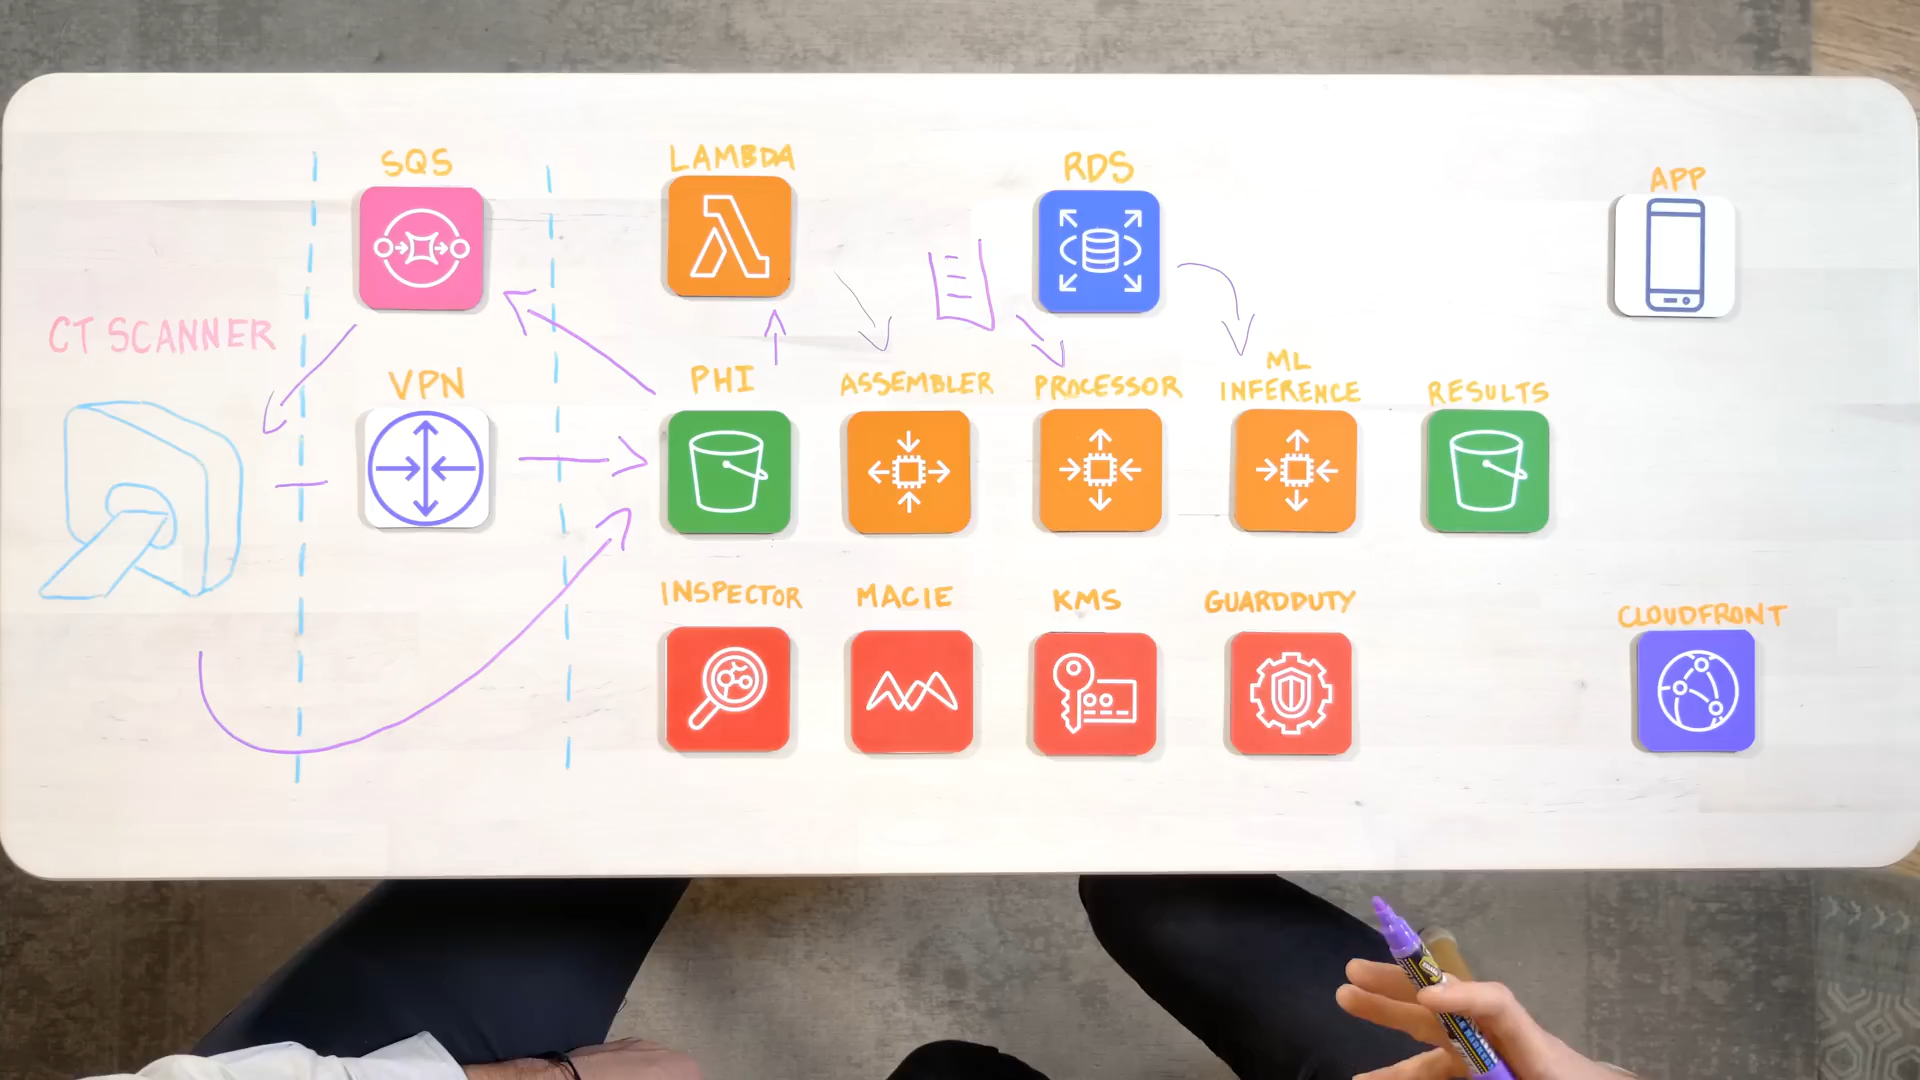 SQS
LAMBDA
RDS
APP
CT SCANNER
VPN
PHI
ASSEMBLER
PROCESSOR
ML
INFERENCE
RESULTS
INSPECTOR
MACIE
KMS
GUARDDUTY
CLOUDFRONT